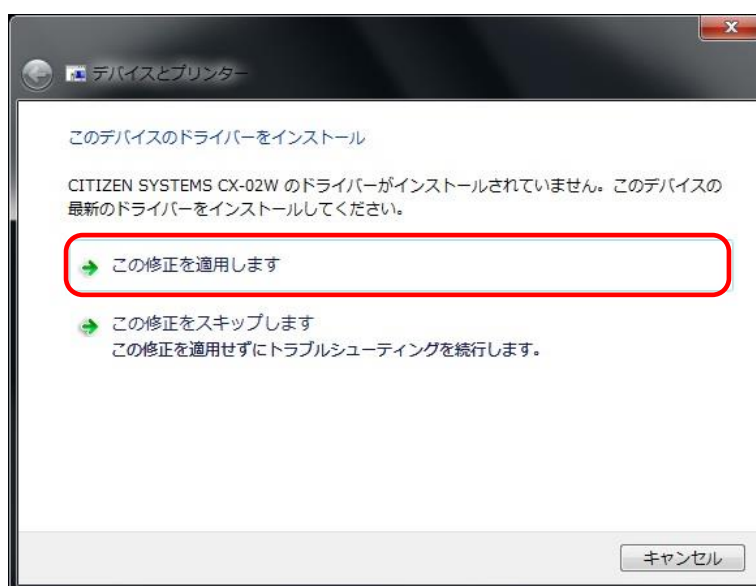 デバイスとプリンター
このデバイスのドライバーをインストール
CITIZEN SYSTEMS CX-02W のドライバーがインストールされていません。このデバイスの
最新のドライバーをインストールしてください。
この修正を適用します
この修正をスキップします
この修正を適用せずにトラブルシューティングを続行します。
キャンセル